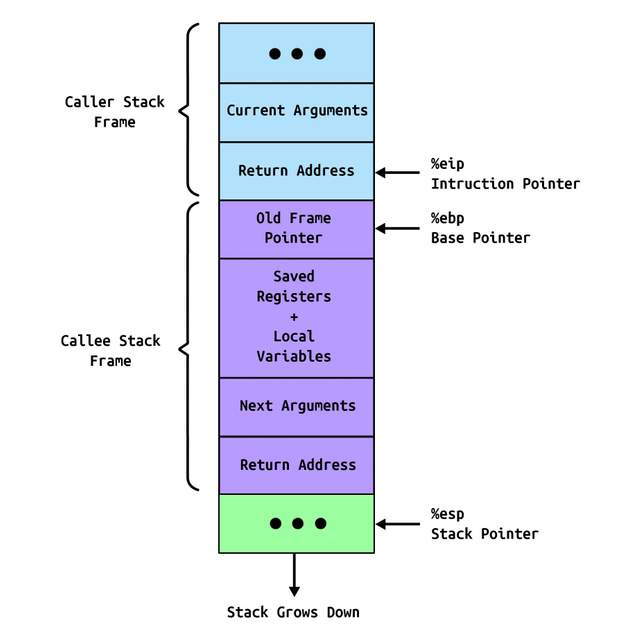 ● ● ●
Caller Stack
Frame
Current Arguments
Return Address
%eip
Intruction Pointer
Old Frame
Pointer
%ebp
Base Pointer
Saved
Registers
+
Local
Variables
Callee Stack
Frame
Next Arguments
Return Address
● ● ●
%esp
Stack Pointer
Stack Grows Down